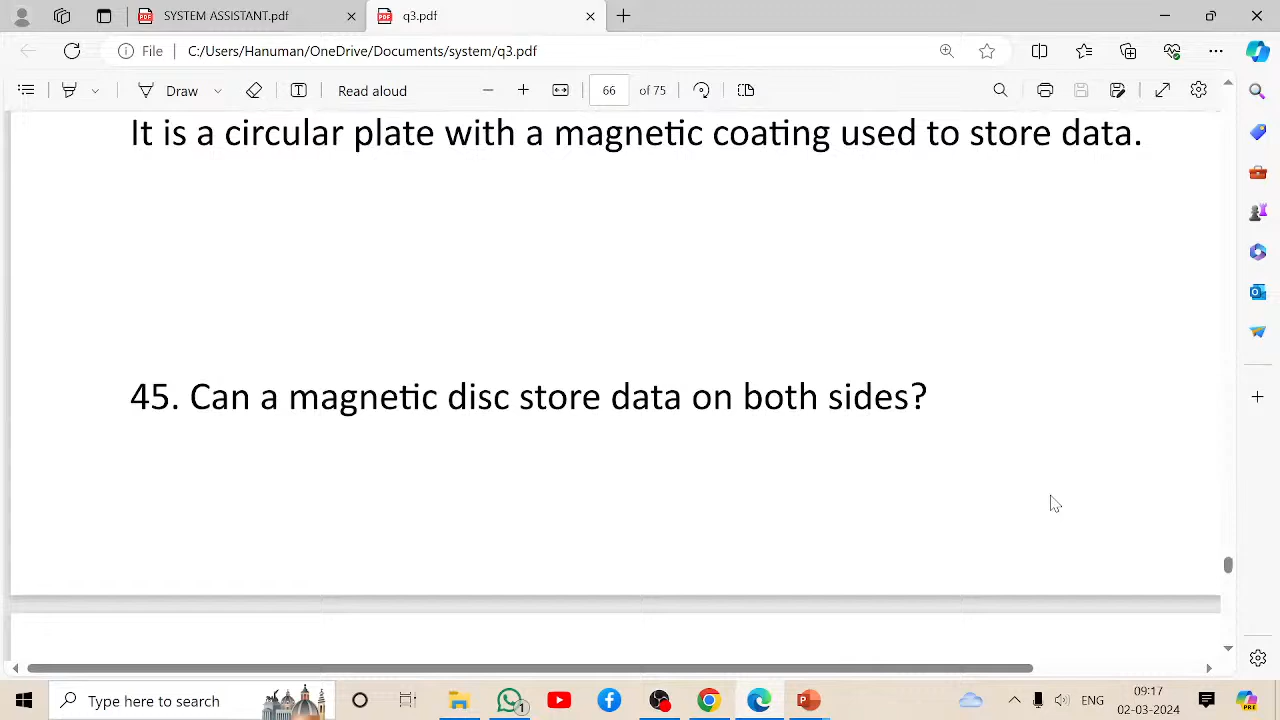 SYSTEM ASSISTANT.pdf
q3.pdf
File
C:/Users/Hanuman/OneDrive/Documents/system/q3.pdf
Draw
Read aloud
66
of 75
It is a circular plate with a magnetic coating used to store data.
45. Can a magnetic disc store data on both sides?
Type here to search
1
ENG
09:17
02-03-2024